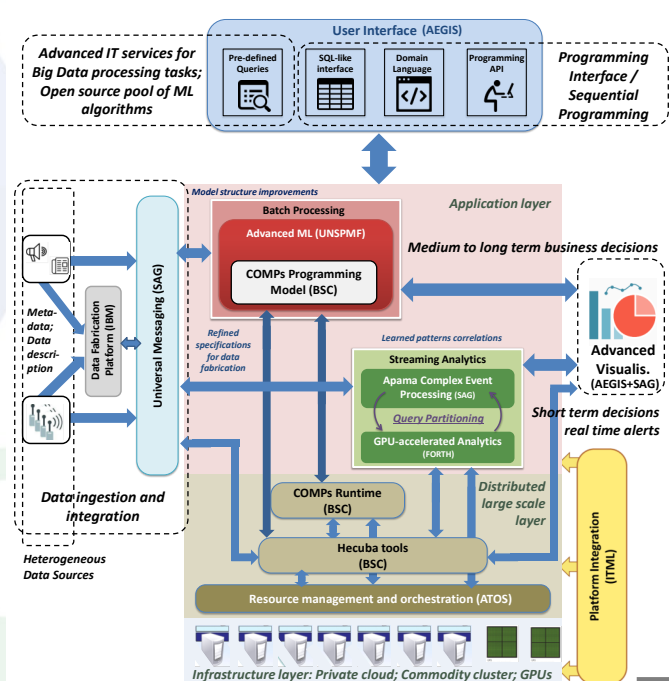 User Interface (AEGIS)
Advanced IT services for
Big Data processing tasks;
Open source pool of ML
algorithms
Pre-defined
Queries
SQL-like
interface
Domain
Language
Programming
API
Programming
Interface /
Sequential
Programming
Model structure improvements
Application layer
Batch Processing
Advanced ML (UNSPMF)
COMPs Programming
Model (BSC)
Medium to long term business decisions
Meta-
data;
Data
descri-
ption
Data Fabrication
Platform (IBM)
Universal Messaging (SAG)
Refined
specifications
for data
fabrication
Learned patterns correlations
Streaming Analytics
Apama Complex Event
Processing (SAG)
Query Partitioning
GPU-accelerated Analytics
(FORTH)
Advanced
Visualis.
(AEGIS+SAG)
Short term decisions
real time alerts
Data ingestion and
integration
COMPs Runtime
(BSC)
Distributed
large scale
layer
Heterogeneous
Data Sources
Hecuba tools
(BSC)
Resource management and orchestration (ATOS)
Platform Integration
(ITML)
Infrastructure layer: Private cloud; Commodity cluster; GPUs